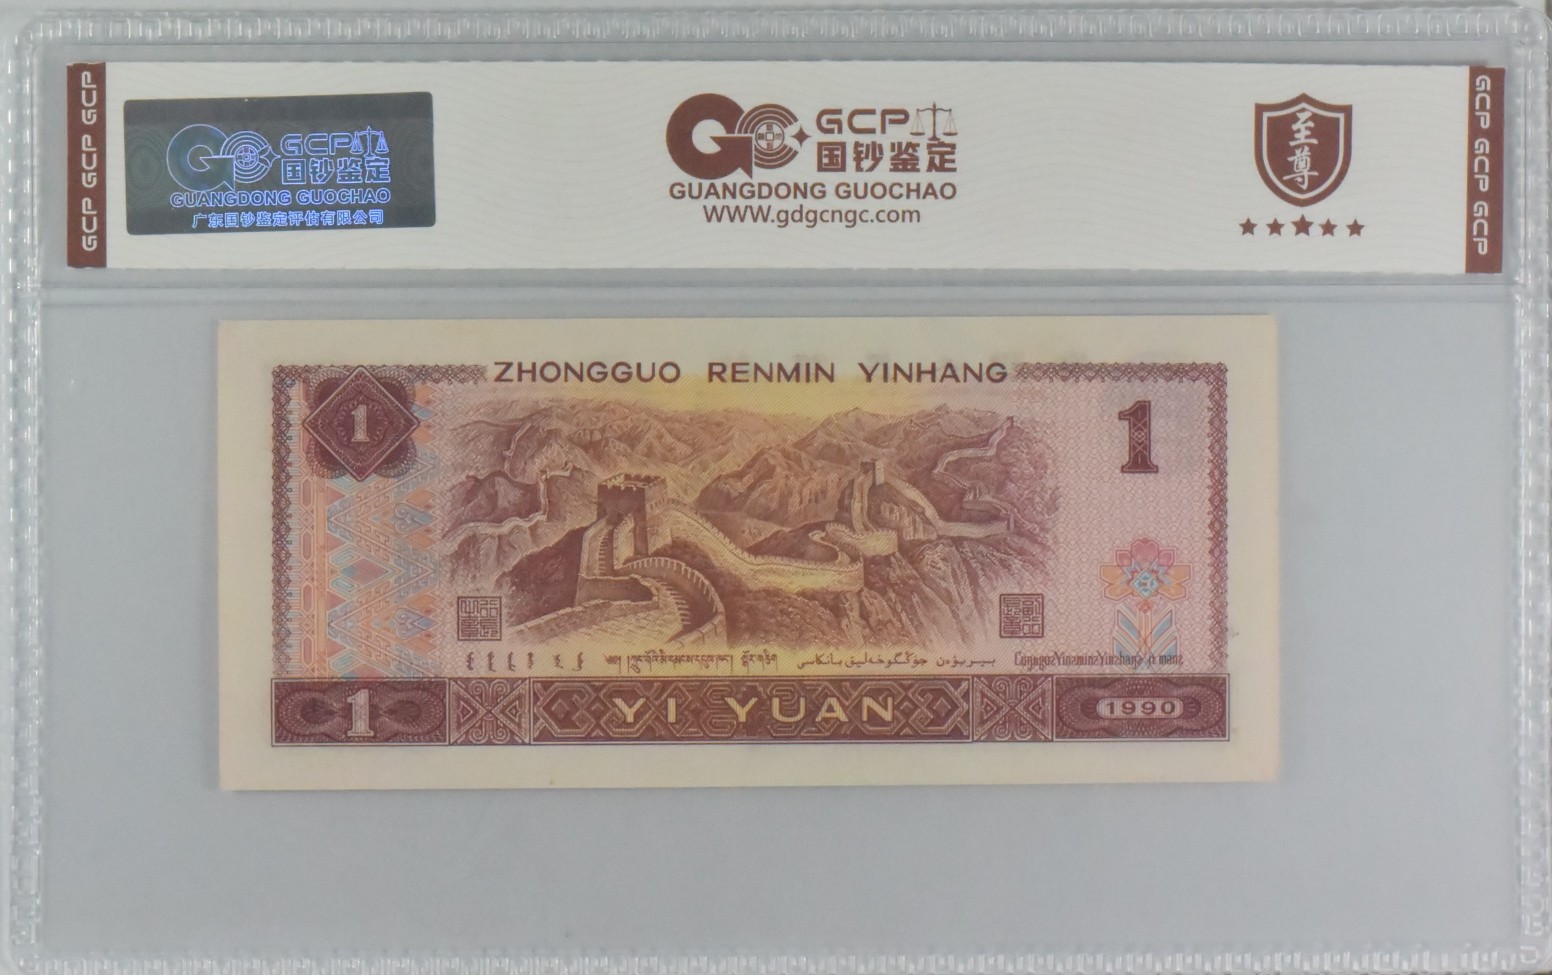 GCP GCP GCP
GCP
国钞鉴定
GUANGDONG GUOCHAO
广东国钞鉴定评估有限公司
GCP
国钞鉴定
GUANGDONG GUOCHAO
WWW.gdgcngc.com
至尊
GCP GCP GCP
ZHONGGUO RENMIN YINHANG
1
1
1
YI YUAN
1990